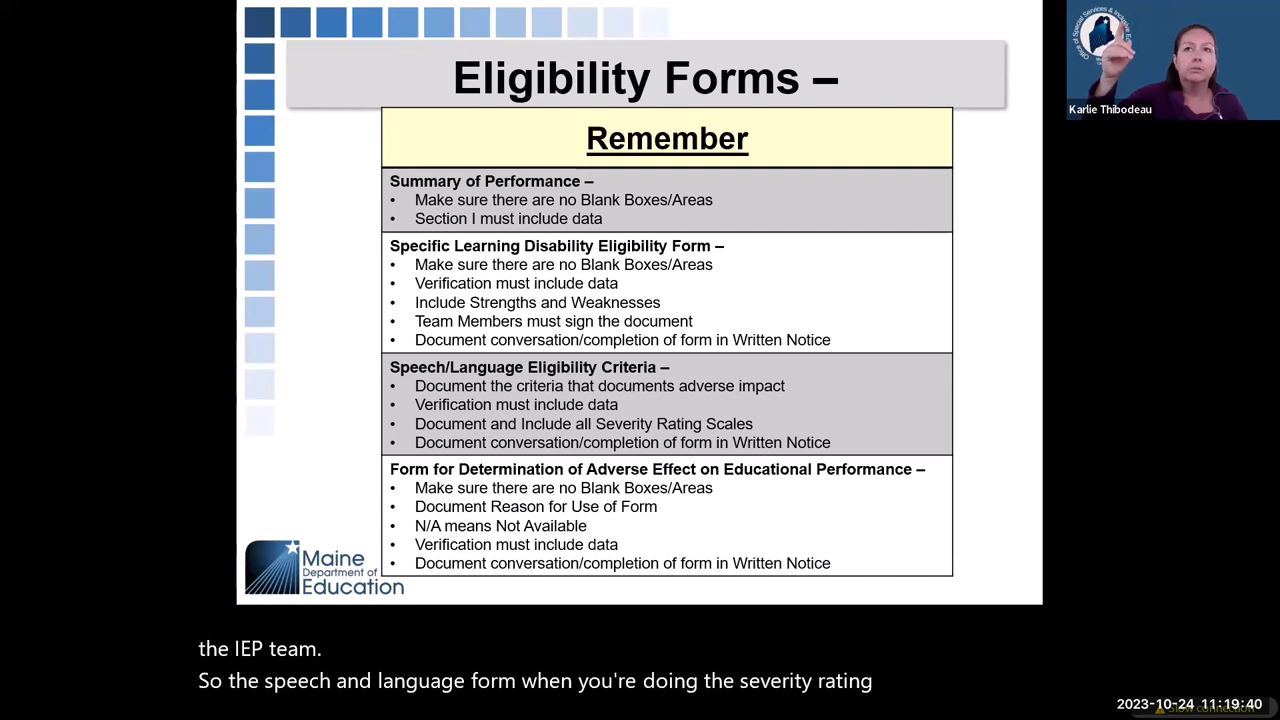 Eligibility Forms –
Remember
Summary of Performance –
• Make sure there are no Blank Boxes/Areas
• Section I must include data
Specific Learning Disability Eligibility Form –
• Make sure there are no Blank Boxes/Areas
• Verification must include data
• Include Strengths and Weaknesses
• Team Members must sign the document
• Document conversation/completion of form in Written Notice
Speech/Language Eligibility Criteria –
• Document the criteria that documents adverse impact
• Verification must include data
• Document and Include all Severity Rating Scales
• Document conversation/completion of form in Written Notice
Form for Determination of Adverse Effect on Educational Performance –
• Make sure there are no Blank Boxes/Areas
• Document Reason for Use of Form
• N/A means Not Available
• Verification must include data
• Document conversation/completion of form in Written Notice
Maine
Department of
Education
Office of Special Services & Inclusive
Karlie Thibodeau
the IEP team.
So the speech and language form when you're doing the severity rating
2023-10-24 11:19:40
Slow connection